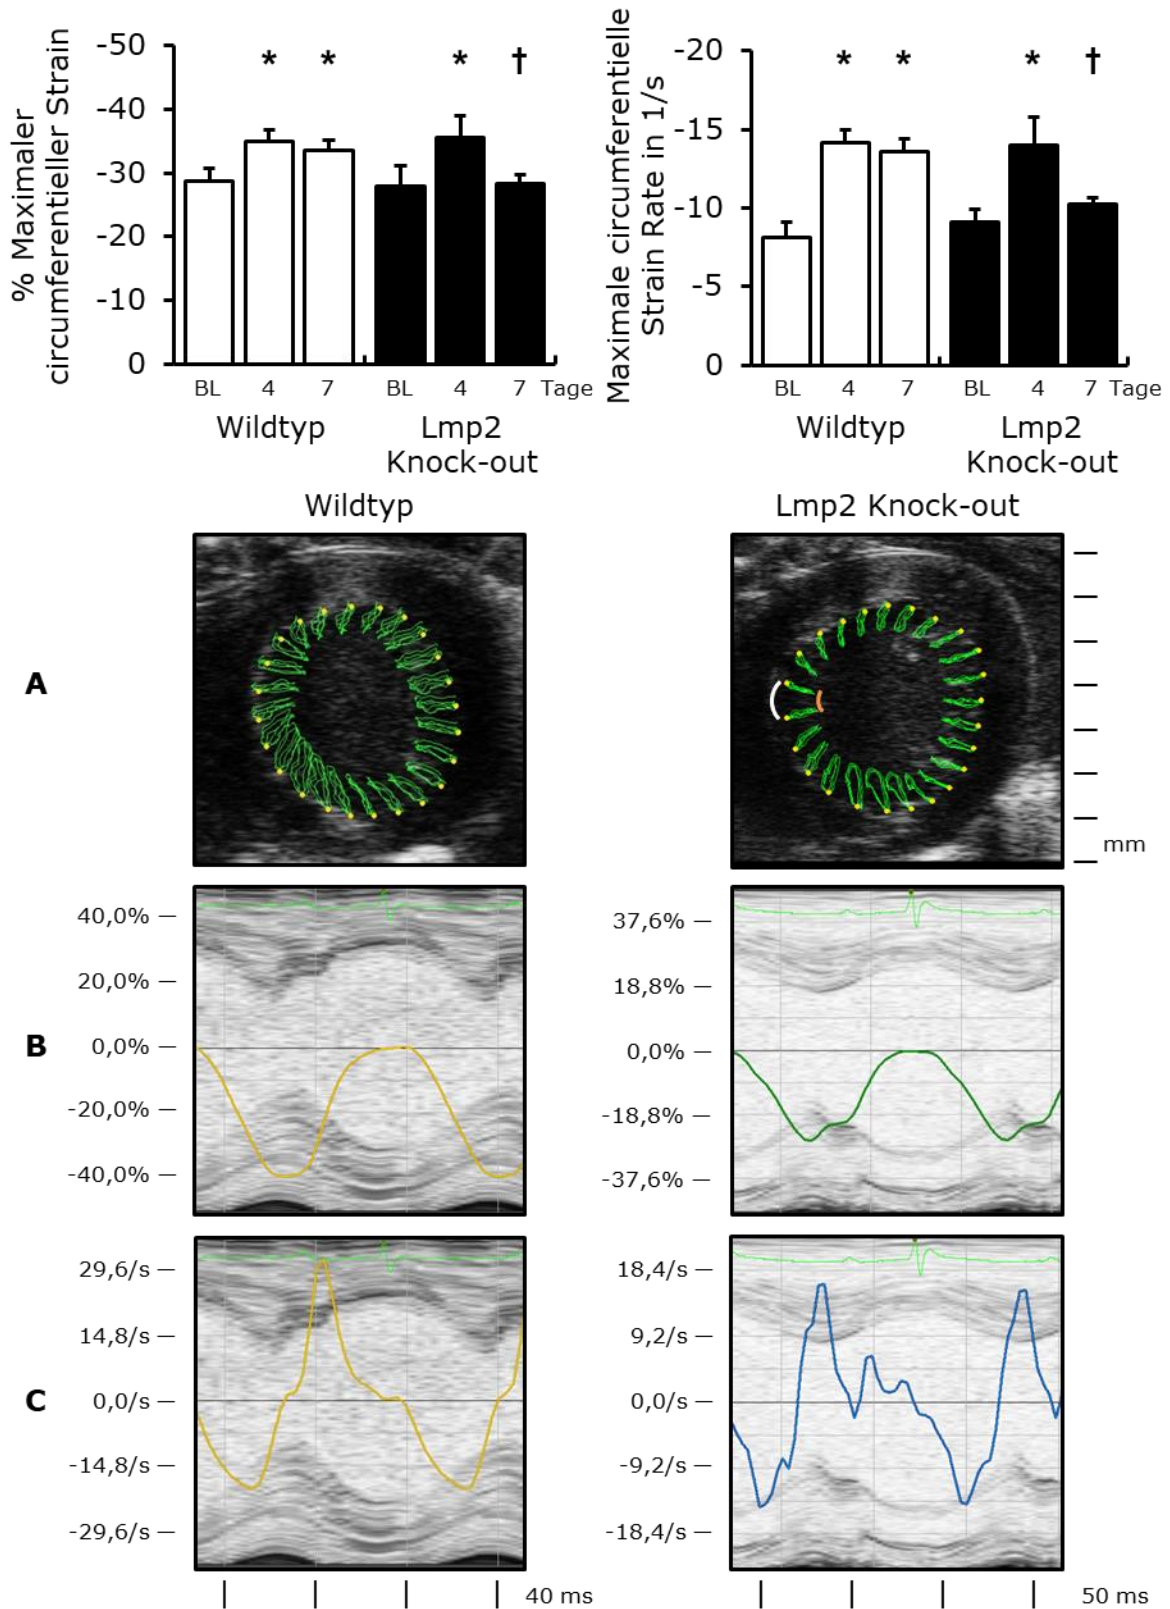 % Maximaler
circumferentieller Strain
-50
-40
-30
-20
-10
0
* * * †
BL 4 7 BL 4 7 Tage
Wildtyp
Lmp2
Knock-out
Maximale circumferentielle
Strain Rate in 1/s
-20
-15
-10
-5
0
* * * †
BL 4 7 BL 4 7 Tage
Wildtyp
Lmp2
Knock-out
Wildtyp
Lmp2 Knock-out
A
mm
B
40,0%
20,0%
0,0%
-20,0%
-40,0%
37,6%
18,8%
0,0%
-18,8%
-37,6%
C
29,6/s
14,8/s
0,0/s
-14,8/s
-29,6/s
18,4/s
9,2/s
0,0/s
-9,2/s
-18,4/s
40 ms
50 ms